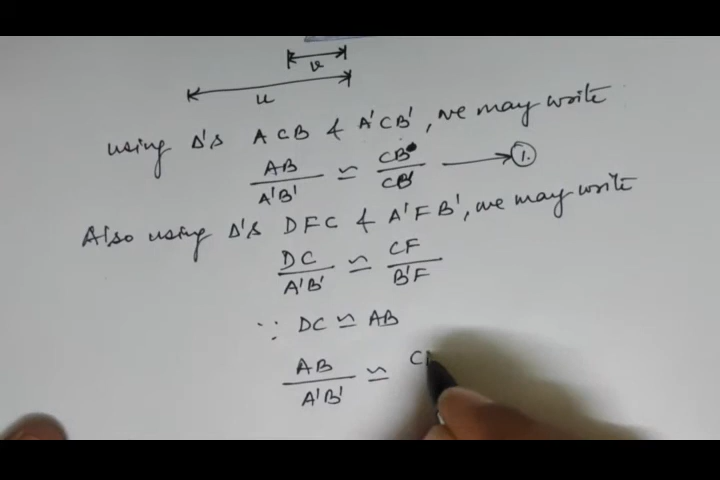 v
u
using Δ's ACB & A'CB', we may write
AB / A'B' ≃ CB / CB' → 1.
Also using Δ's DFC & A'FB', we may write
DC / A'B' ≃ CF / B'F
∵ DC ≃ AB
AB / A'B' ≃ C